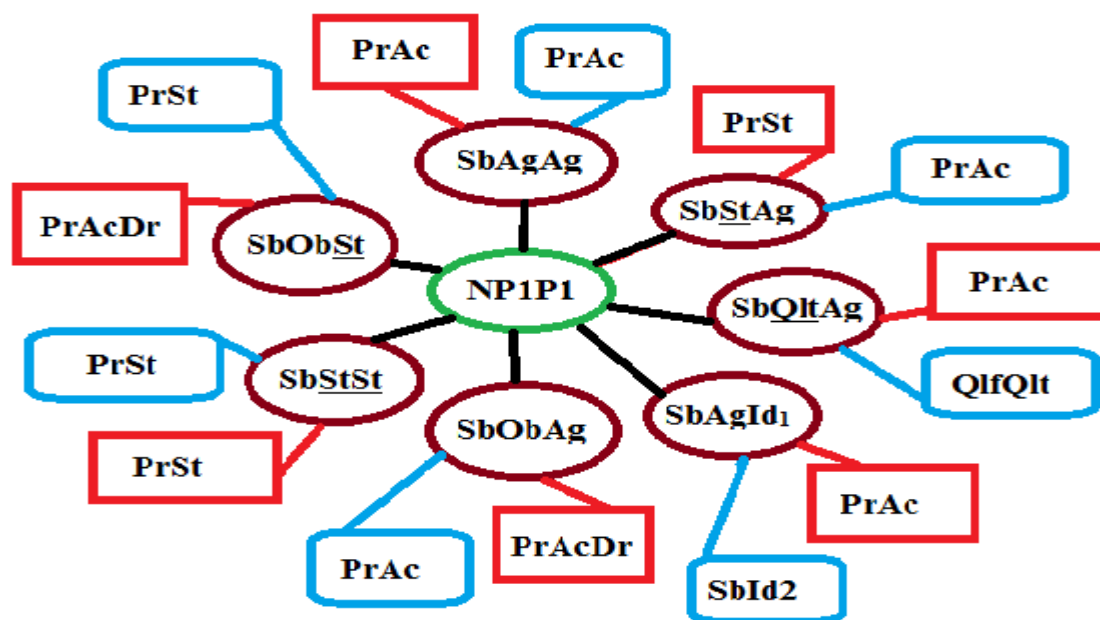 PrAc
PrAc
PrSt
PrSt
SbAgAg
PrAc
PrAcDr
SbObSt
SbStAg
NP1P1
SbQltAg
PrAc
PrSt
SbStSt
SbObAg
SbAgId₁
QlfQlt
PrSt
PrAc
PrAcDr
PrAc
SbId2